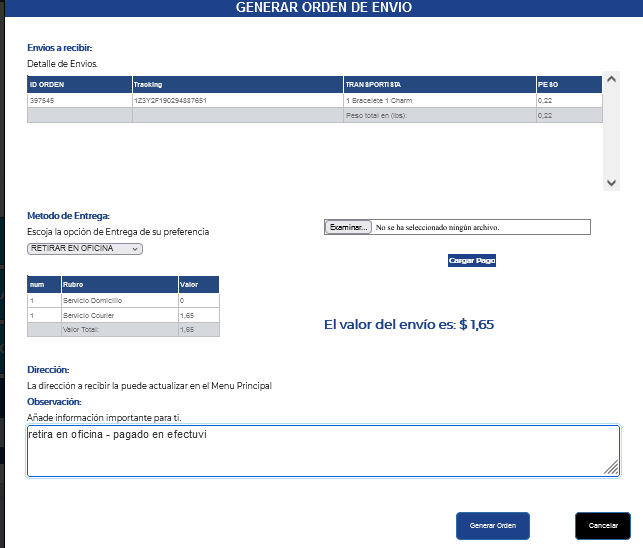 GENERAR ORDEN DE ENVIO
Envios a recibir:
Detalle de Envios.
ID ORDEN Tracking TRANSPORTISTA PESO
397545 1Z3Y2F190294887651 1 Bracelete 1 Charm 0,22
Peso total en (lbs): 0,22
Metodo de Entrega:
Escoja la opción de Entrega de su preferencia
RETIRAR EN OFICINA
Examinar... No se ha seleccionado ningún archivo.
Cargar Pago
num Rubro Valor
1 Servicio Domicilio 0
1 Servicio Courier 1,65
Valor Total: 1,65
El valor del envío es: $ 1,65
Dirección:
La dirección a recibir la puede actualizar en el Menu Principal
Observación:
Añade información importante para ti.
retira en oficina - pagado en efectuvi
Generar Orden Cancelar